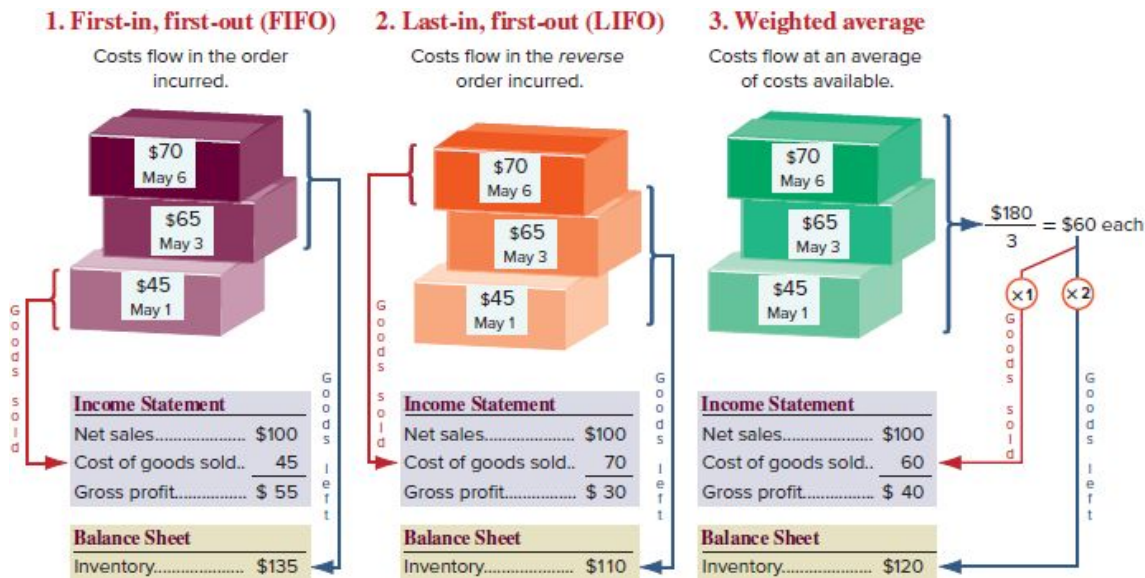 1. First-in, first-out (FIFO)
Costs flow in the order
incurred.
$70
May 6
$65
May 3
$45
May 1
Goods sold
Goods left
Income Statement
Net sales..................... $100
Cost of goods sold.. 45
Gross profit................. $ 55
Balance Sheet
Inventory..................... $135
2. Last-in, first-out (LIFO)
Costs flow in the reverse
order incurred.
$70
May 6
$65
May 3
$45
May 1
Goods sold
Goods left
Income Statement
Net sales..................... $100
Cost of goods sold.. 70
Gross profit................. $ 30
Balance Sheet
Inventory..................... $110
3. Weighted average
Costs flow at an average
of costs available.
$70
May 6
$65
May 3
$45
May 1
$180
3
= $60 each
×1
×2
Goods sold
Goods left
Income Statement
Net sales..................... $100
Cost of goods sold.. 60
Gross profit................. $ 40
Balance Sheet
Inventory..................... $120